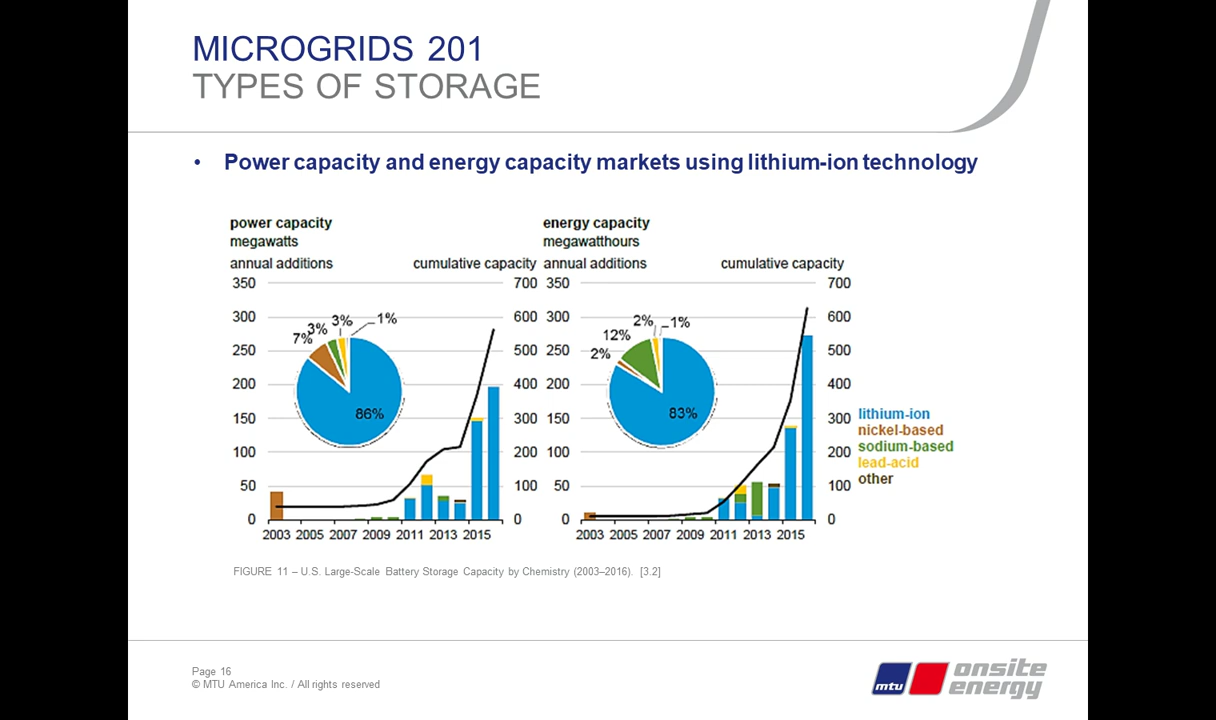 MICROGRIDS 201
TYPES OF STORAGE
• Power capacity and energy capacity markets using lithium-ion technology
power capacity
megawatts
annual additions cumulative capacity
350 700
300 600
250 500
200 400
150 300
100 200
50 100
0 0
7% 3% 3% 1%
86%
2003 2005 2007 2009 2011 2013 2015
energy capacity
megawatthours
annual additions cumulative capacity
350 700
300 600
250 500
200 400
150 300
100 200
50 100
0 0
2% 12% 2% 1%
83%
2003 2005 2007 2009 2011 2013 2015
lithium-ion
nickel-based
sodium-based
lead-acid
other
FIGURE 11 – U.S. Large-Scale Battery Storage Capacity by Chemistry (2003–2016). [3.2]
Page 16
© MTU America Inc. / All rights reserved
mtu
onsite
energy